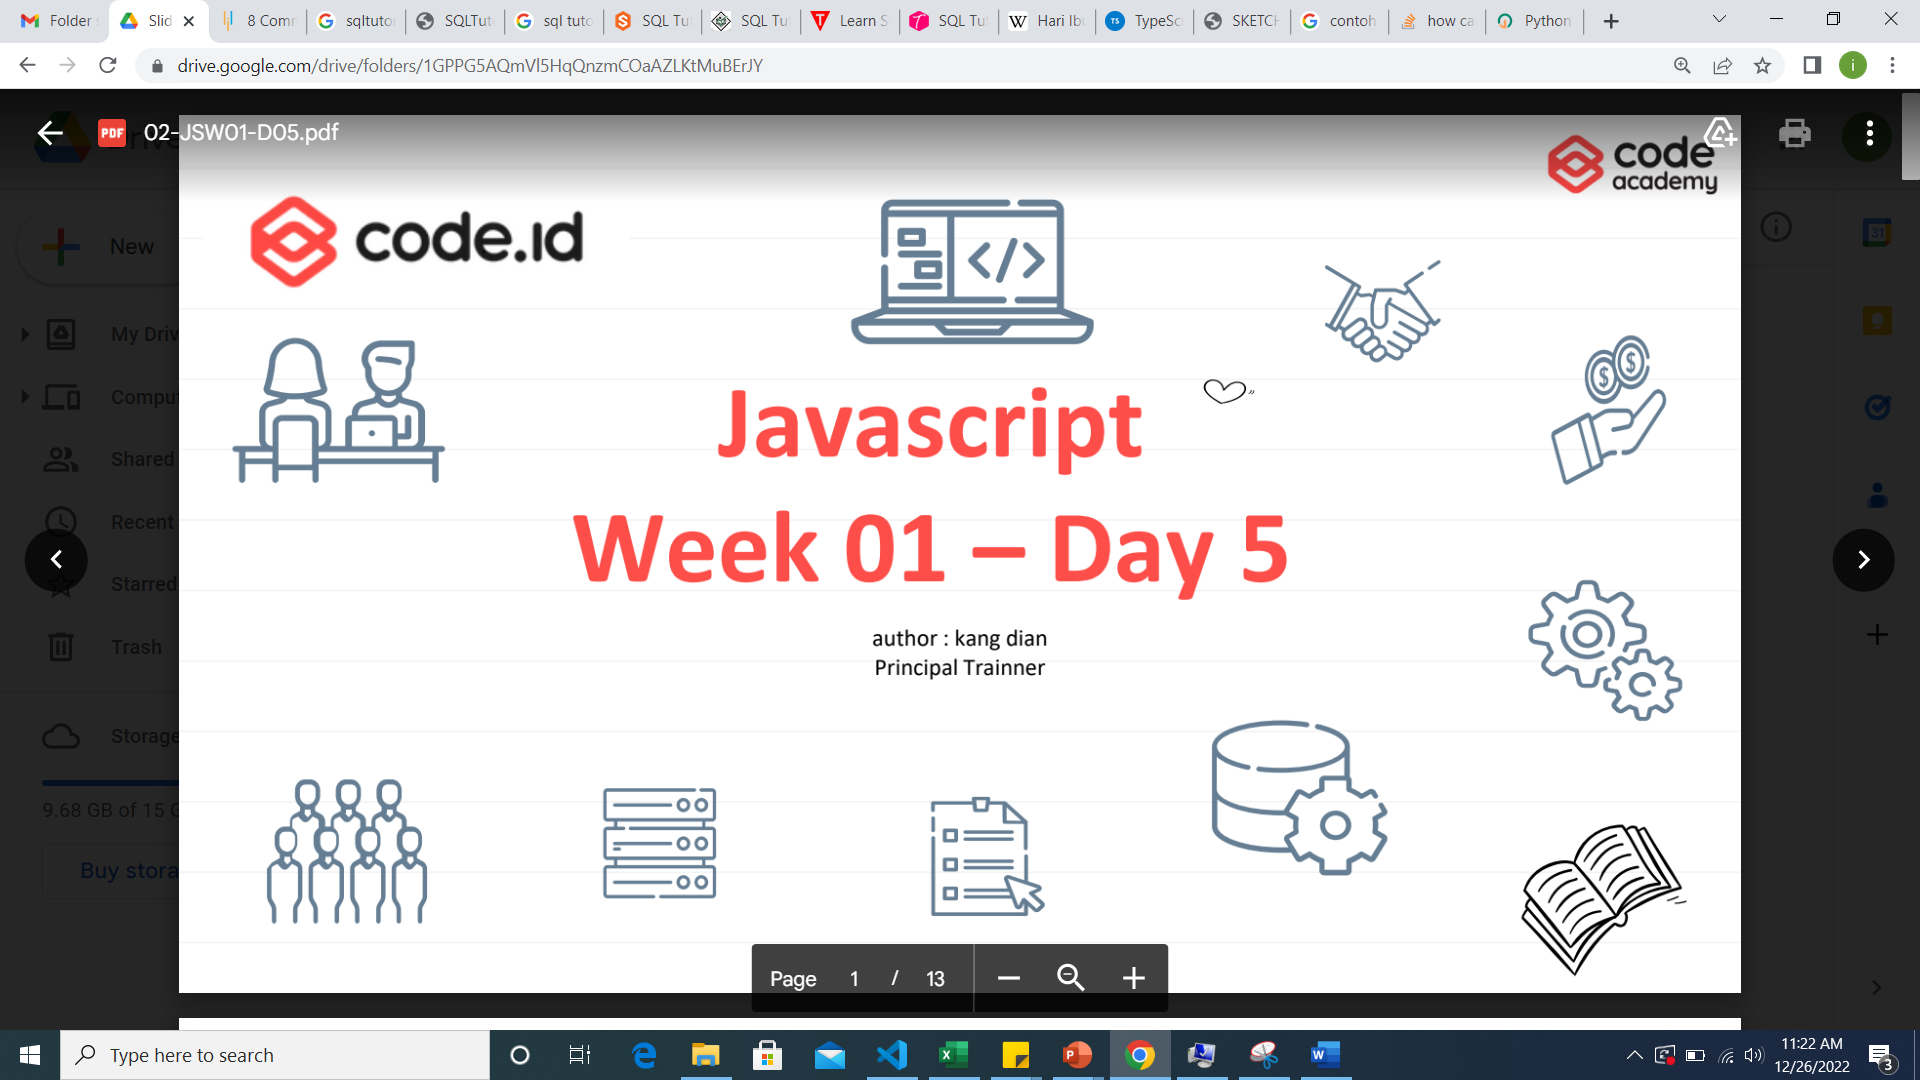 Folder
Slid
8 Comr
sqltuto
SQLTut
sql tuto
SQL Tu
SQL Tu
Learn S
SQL Tu
Hari Ib
TypeSc
SKETCH
contoh
how ca
Python
drive.google.com/drive/folders/1GPPG5AQmVl5HqQnzmCOaAZLKtMuBErJY
i
PDF
02-JSW01-D05.pdf
code
academy
code.id
New
My Driv
Compu
Shared
Recent
Starred
Trash
Storage
9.68 GB of 15 G
Buy stora
31
Javascript
Week 01 – Day 5
author : kang dian
Principal Trainner
Page 1 / 13
Type here to search
11:22 AM
12/26/2022
3